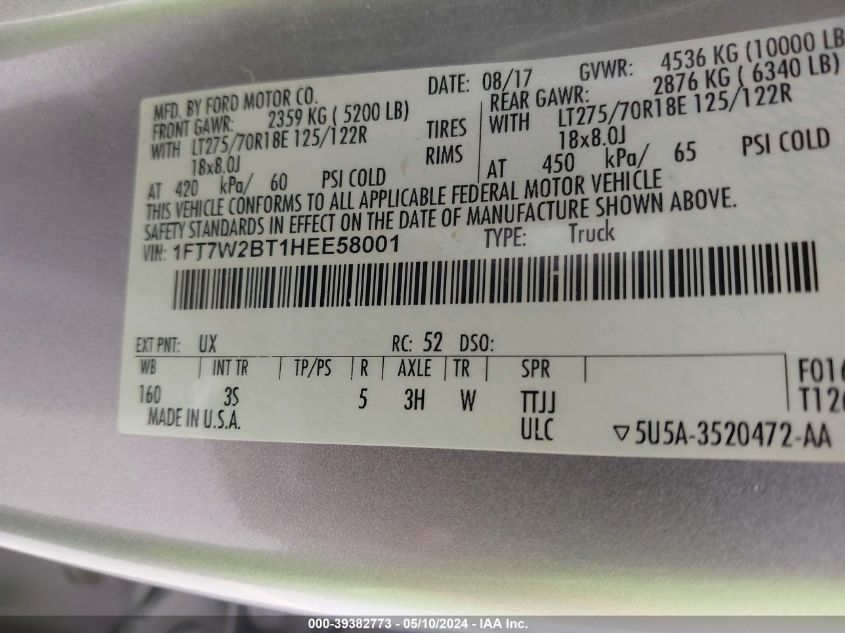 MFD. BY FORD MOTOR CO. DATE: 08/17 GVWR: 4536 KG (10000 LB
FRONT GAWR: 2359 KG ( 5200 LB) REAR GAWR: 2876 KG ( 6340 LB)
WITH LT275/70R18E 125/122R TIRES WITH LT275/70R18E 125/122R
18x8.0J RIMS 18x8.0J
AT 420 kPa/ 60 PSI COLD AT 450 kPa/ 65 PSI COLD
THIS VEHICLE CONFORMS TO ALL APPLICABLE FEDERAL MOTOR VEHICLE
SAFETY STANDARDS IN EFFECT ON THE DATE OF MANUFACTURE SHOWN ABOVE.
VIN: 1FT7W2BT1HEE58001 TYPE: Truck
EXT PNT: UX RC: 52 DSO:
WB INT TR TP/PS R AXLE TR SPR F016
160 3S 5 3H W TTJJ T126
MADE IN U.S.A. ULC ▽5U5A-3520472-AA
000-39382773 - 05/10/2024 - IAA Inc.